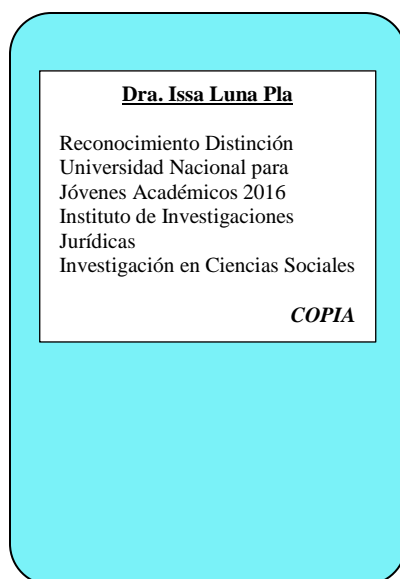 Dra. Issa Luna Pla
Reconocimiento Distinción
Universidad Nacional para
Jóvenes Académicos 2016
Instituto de Investigaciones
Jurídicas
Investigación en Ciencias Sociales
COPIA